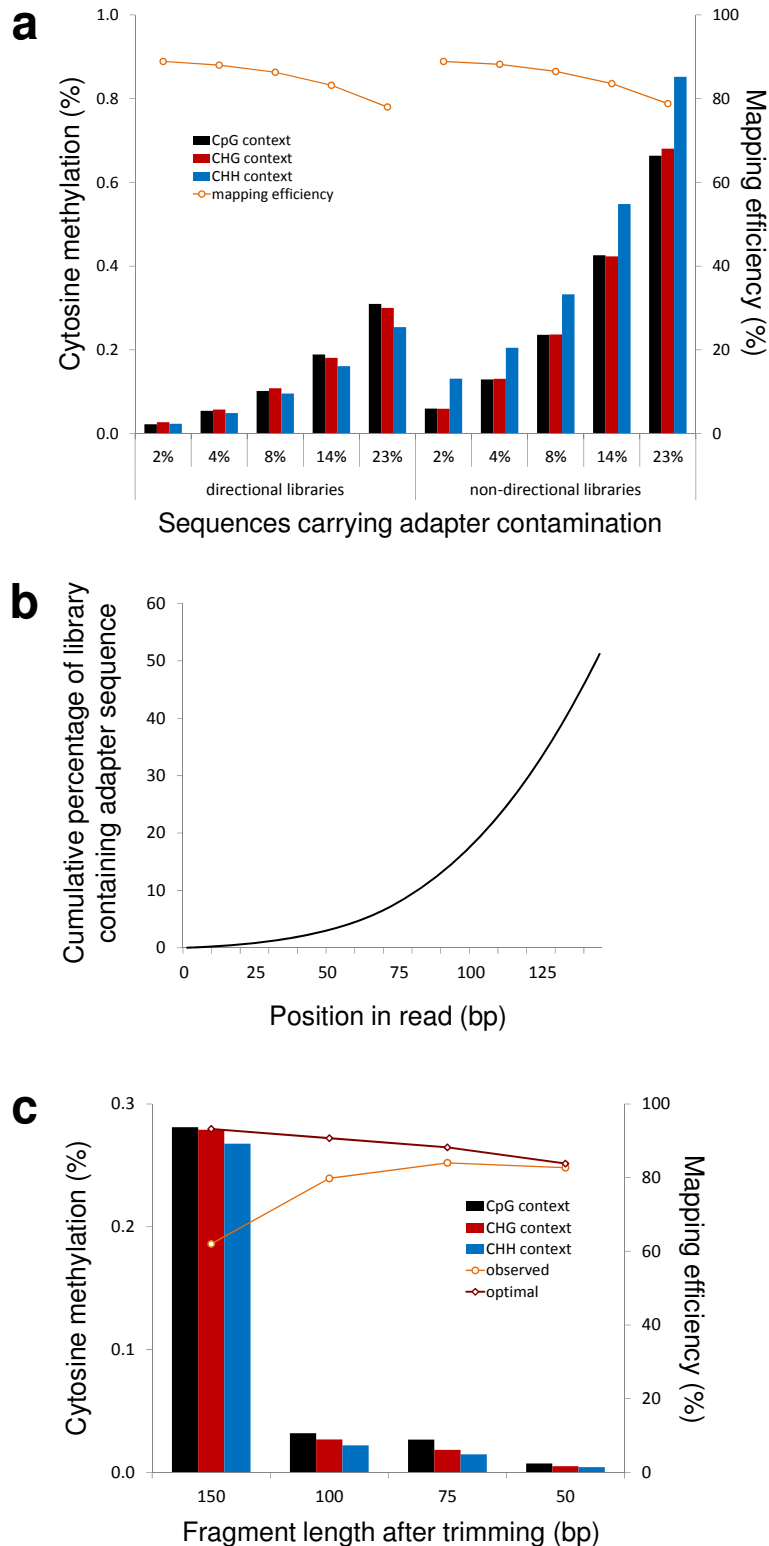 a
Cytosine methylation (%)
1.0
0.8
0.6
0.4
0.2
0.0
CpG context
CHG context
CHH context
mapping efficiency
100
80
60
40
20
0
Mapping efficiency (%)
2% 4% 8% 14% 23% 2% 4% 8% 14% 23%
directional libraries non-directional libraries
Sequences carrying adapter contamination
b
Cumulative percentage of library
containing adapter sequence
60
50
40
30
20
10
0
0 25 50 75 100 125
Position in read (bp)
c
Cytosine methylation (%)
0.3
0.2
0.1
0.0
CpG context
CHG context
CHH context
observed
optimal
100
80
60
40
20
0
Mapping efficiency (%)
150 100 75 50
Fragment length after trimming (bp)